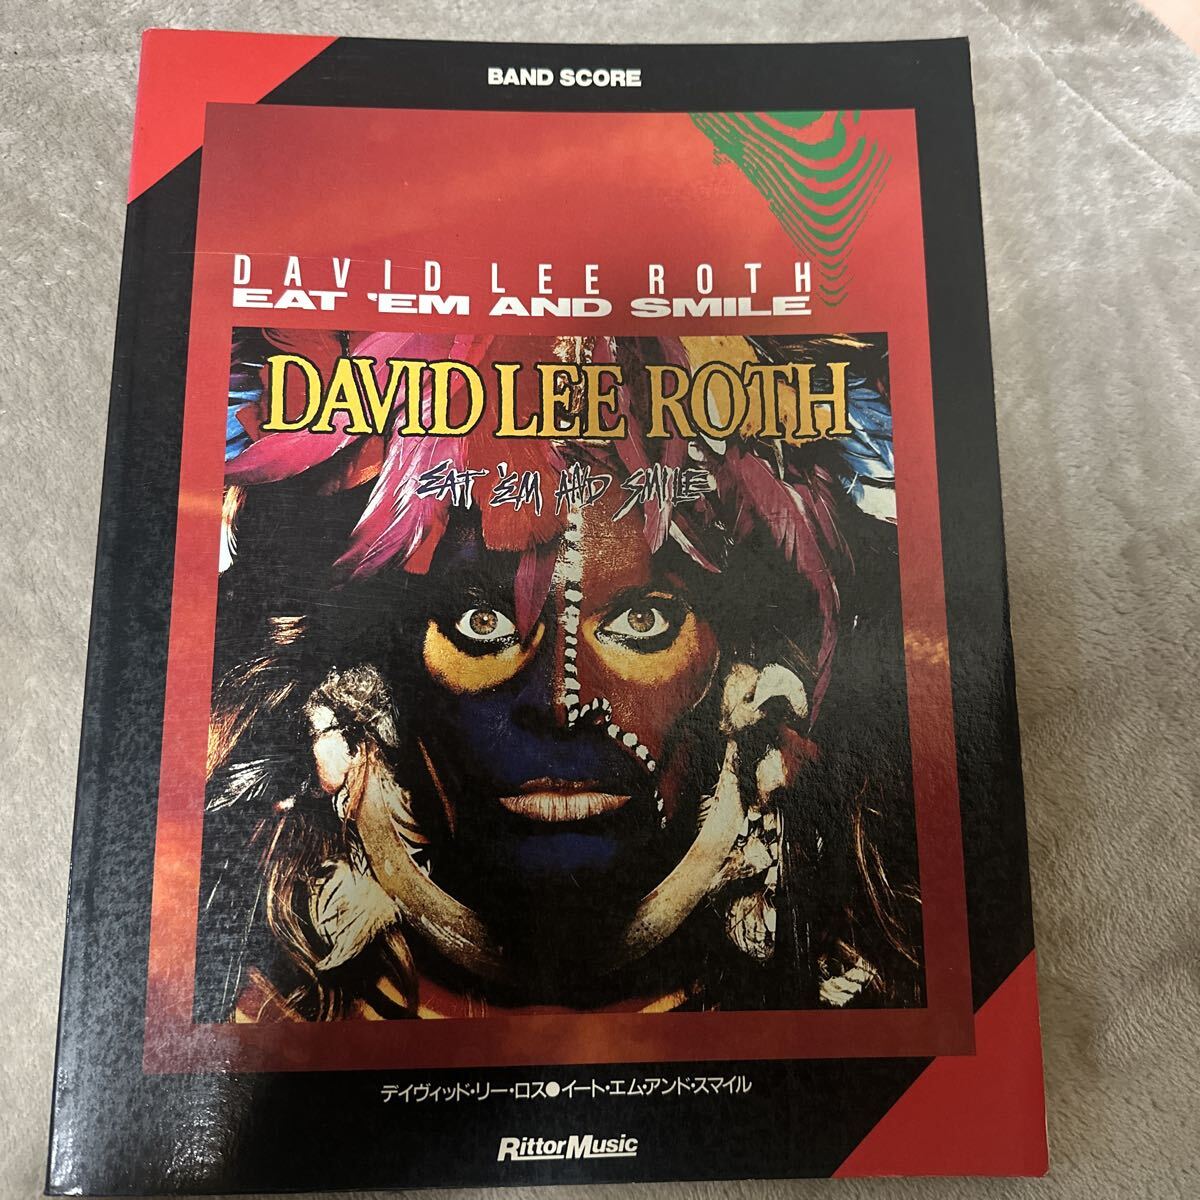 BAND SCORE
DAVID LEE ROTH
EAT 'EM AND SMILE
DAVID LEE ROTH
EAT 'EM AND SMILE
デイヴィッド・リー・ロス●イート・エム・アンド・スマイル
RittorMusic